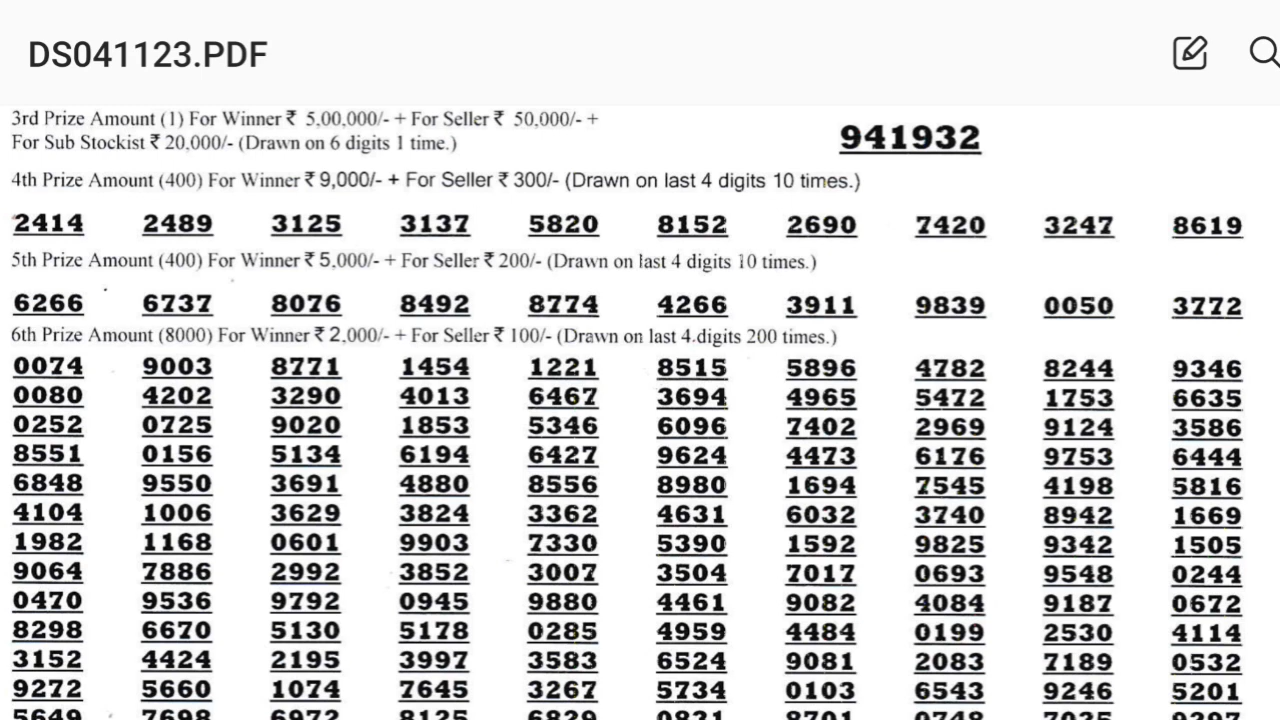 DS041123.PDF
3rd Prize Amount (1) For Winner ₹ 5,00,000/- + For Seller ₹ 50,000/- +
For Sub Stockist ₹ 20,000/- (Drawn on 6 digits 1 time.)
941932
4th Prize Amount (400) For Winner ₹ 9,000/- + For Seller ₹ 300/- (Drawn on last 4 digits 10 times.)
2414 2489 3125 3137 5820 8152 2690 7420 3247 8619
5th Prize Amount (400) For Winner ₹ 5,000/- + For Seller ₹ 200/- (Drawn on last 4 digits 10 times.)
6266 6737 8076 8492 8774 4266 3911 9839 0050 3772
6th Prize Amount (8000) For Winner ₹ 2,000/- + For Seller ₹ 100/- (Drawn on last 4 digits 200 times.)
0074 9003 8771 1454 1221 8515 5896 4782 8244 9346
0080 4202 3290 4013 6467 3694 4965 5472 1753 6635
0252 0725 9020 1853 5346 6096 7402 2969 9124 3586
8551 0156 5134 6194 6427 9624 4473 6176 9753 6444
6848 9550 3691 4880 8556 8980 1694 7545 4198 5816
4104 1006 3629 3824 3362 4631 6032 3740 8942 1669
1982 1168 0601 9903 7330 5390 1592 9825 9342 1505
9064 7886 2992 3852 3007 3504 7017 0693 9548 0244
0470 9536 9792 0945 9880 4461 9082 4084 9187 0672
8298 6670 5130 5178 0285 4959 4484 0199 2530 4114
3152 4424 2195 3997 3583 6524 9081 2083 7189 0532
9272 5660 1074 7645 3267 5734 0103 6543 9246 5201